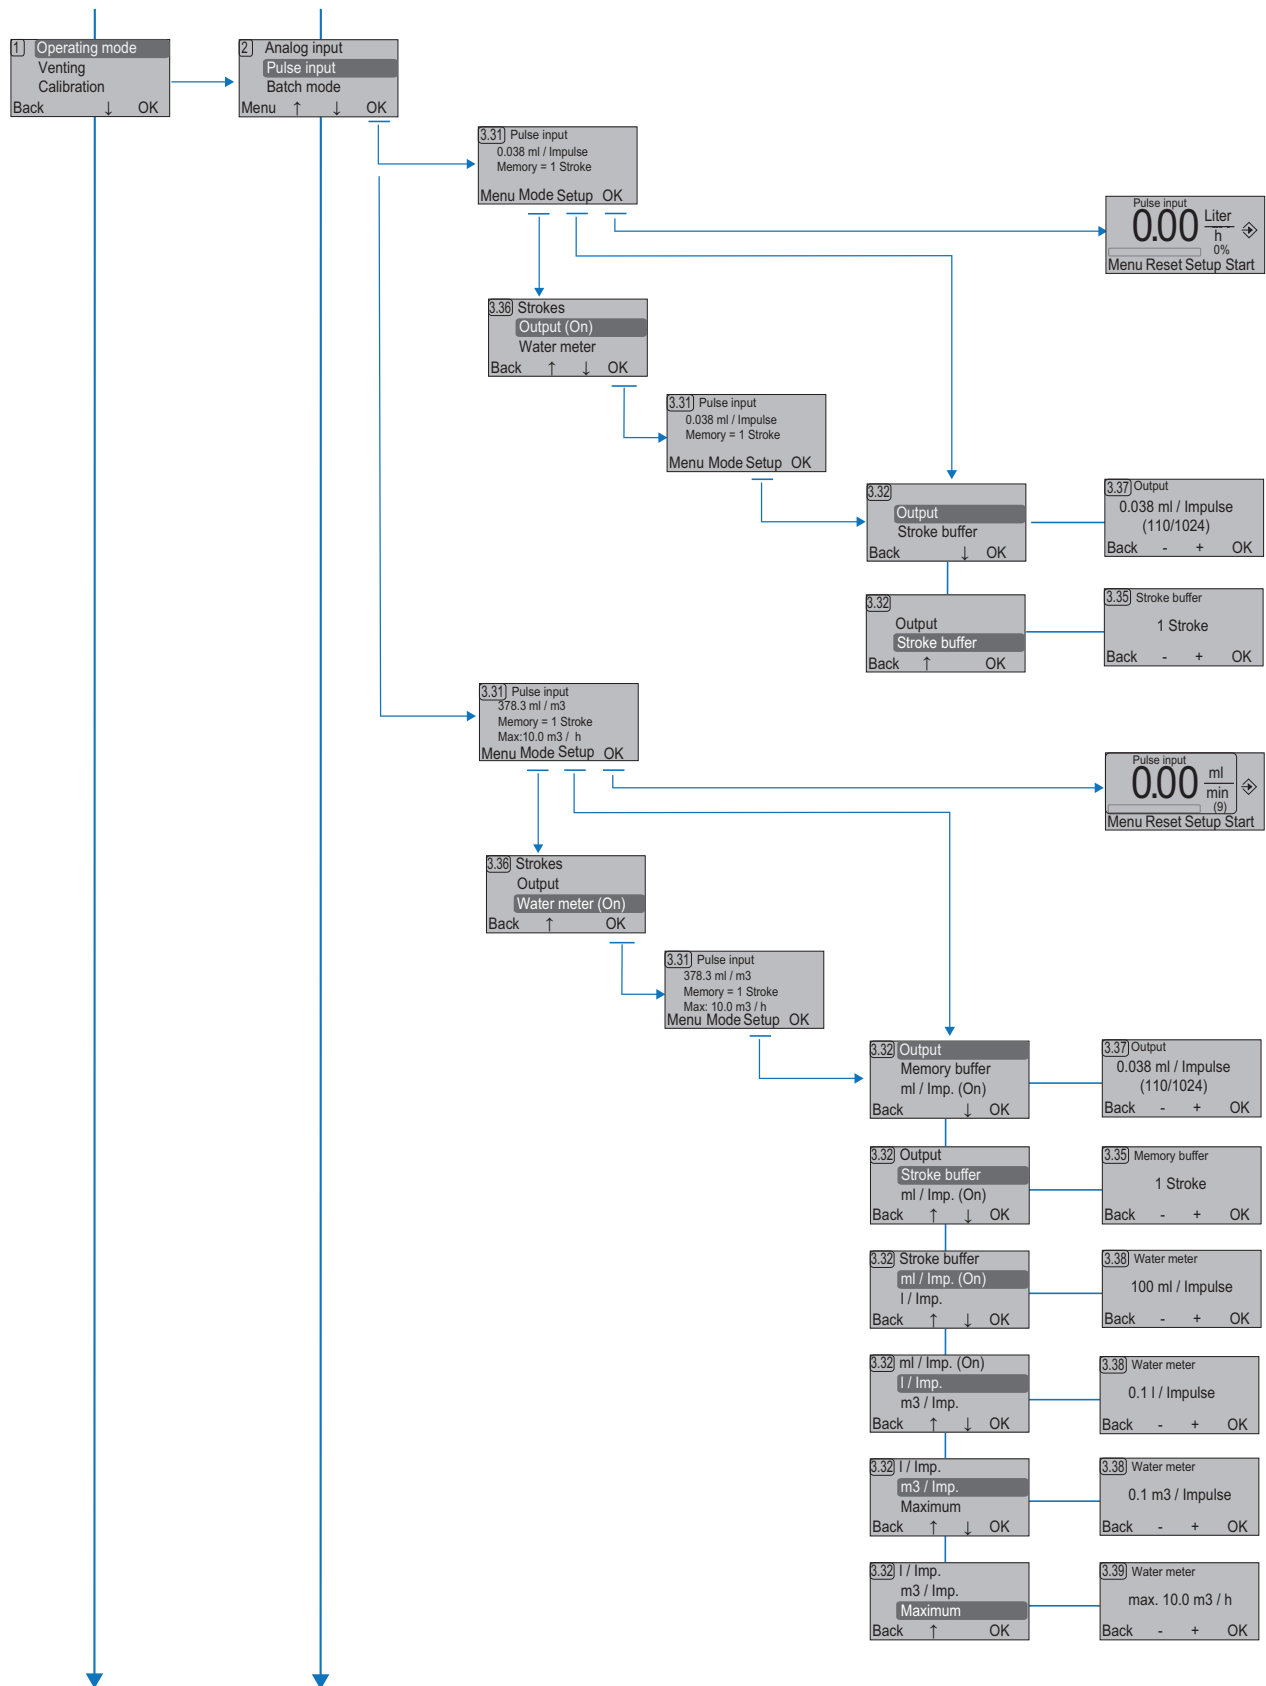 1 Operating mode
Venting
Calibration
Back ↓ OK
2 Analog input
Pulse input
Batch mode
Menu ↑ ↓ OK
3.31 Pulse input
0.038 ml / Impulse
Memory = 1 Stroke
Menu Mode Setup OK
Pulse input
0.00 Liter
h
0%
Menu Reset Setup Start
3.36 Strokes
Output (On)
Water meter
Back ↑ ↓ OK
3.31 Pulse input
0.038 ml / Impulse
Memory = 1 Stroke
Menu Mode Setup OK
3.32
Output
Stroke buffer
Back ↓ OK
3.37 Output
0.038 ml / Impulse
(110/1024)
Back - + OK
3.32
Output
Stroke buffer
Back ↑ OK
3.35 Stroke buffer
1 Stroke
Back - + OK
3.31 Pulse input
378.3 ml / m3
Memory = 1 Stroke
Max:10.0 m3 / h
Menu Mode Setup OK
Pulse input
0.00 ml
min
(9)
Menu Reset Setup Start
3.36 Strokes
Output
Water meter (On)
Back ↑ OK
3.31 Pulse input
378.3 ml / m3
Memory = 1 Stroke
Max: 10.0 m3 / h
Menu Mode Setup OK
3.32 Output
Memory buffer
ml / Imp. (On)
Back ↓ OK
3.37 Output
0.038 ml / Impulse
(110/1024)
Back - + OK
3.32 Output
Stroke buffer
ml / Imp. (On)
Back ↑ ↓ OK
3.35 Memory buffer
1 Stroke
Back - + OK
3.32 Stroke buffer
ml / Imp. (On)
l / Imp.
Back ↑ ↓ OK
3.38 Water meter
100 ml / Impulse
Back - + OK
3.32 ml / Imp. (On)
l / Imp.
m3 / Imp.
Back ↑ ↓ OK
3.38 Water meter
0.1 l / Impulse
Back - + OK
3.32 l / Imp.
m3 / Imp.
Maximum
Back ↑ ↓ OK
3.38 Water meter
0.1 m3 / Impulse
Back - + OK
3.32 l / Imp.
m3 / Imp.
Maximum
Back ↑ OK
3.39 Water meter
max. 10.0 m3 / h
Back - + OK